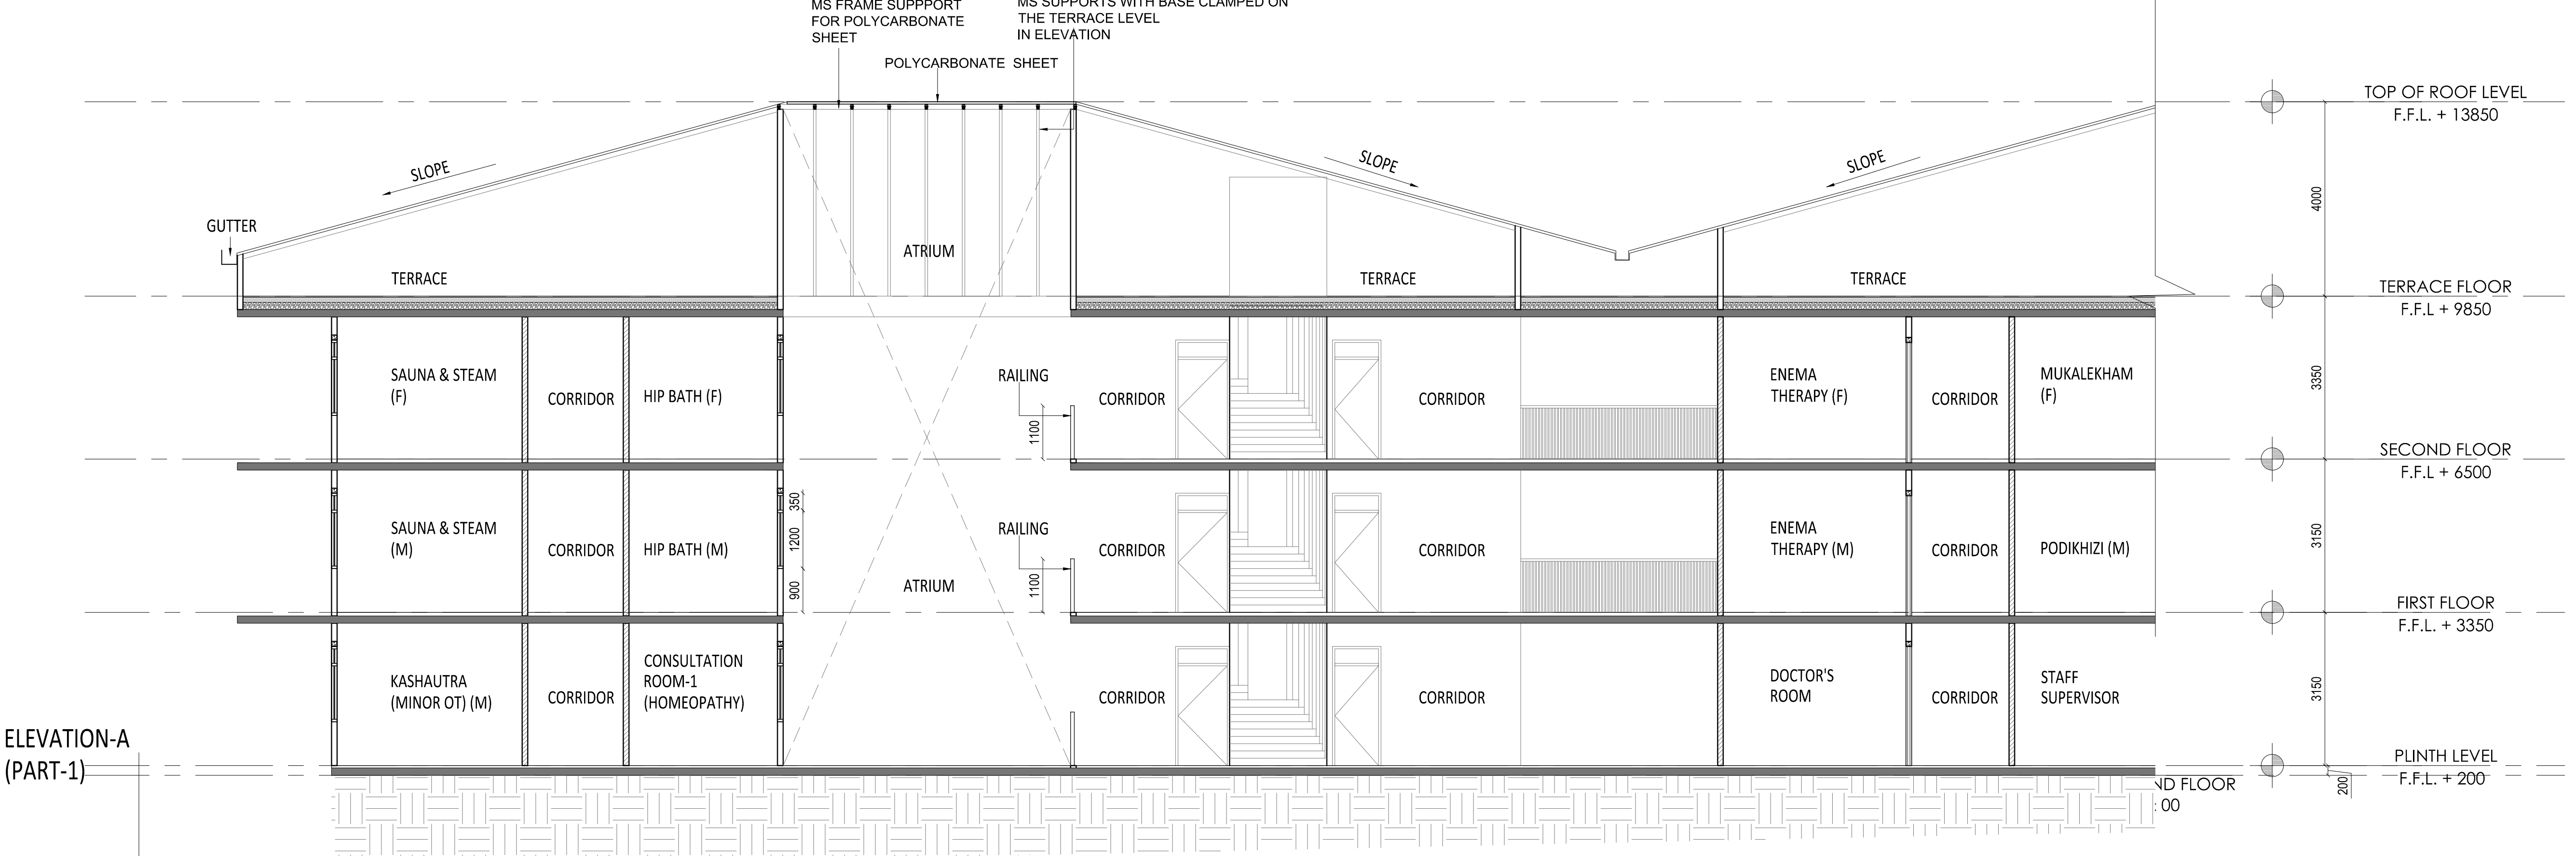 MS FRAME SUPPPORT
FOR POLYCARBONATE
SHEET
MS SUPPORTS WITH BASE CLAMPED ON
THE TERRACE LEVEL
IN ELEVATION
POLYCARBONATE SHEET
TOP OF ROOF LEVEL
F.F.L. + 13850
SLOPE
SLOPE
SLOPE
4000
GUTTER
ATRIUM
TERRACE
TERRACE
TERRACE
TERRACE FLOOR
F.F.L + 9850
SAUNA & STEAM
(F)
CORRIDOR
HIP BATH (F)
RAILING
1100
CORRIDOR
CORRIDOR
ENEMA
THERAPY (F)
CORRIDOR
MUKALEKHAM
(F)
3350
SECOND FLOOR
F.F.L + 6500
SAUNA & STEAM
(M)
CORRIDOR
HIP BATH (M)
350
1200
900
ATRIUM
RAILING
1100
CORRIDOR
CORRIDOR
ENEMA
THERAPY (M)
CORRIDOR
PODIKHIZI (M)
3150
FIRST FLOOR
F.F.L. + 3350
KASHAUTRA
(MINOR OT) (M)
CORRIDOR
CONSULTATION
ROOM-1
(HOMEOPATHY)
CORRIDOR
CORRIDOR
DOCTOR'S
ROOM
CORRIDOR
STAFF
SUPERVISOR
3150
PLINTH LEVEL
F.F.L. + 200
200
ND FLOOR
00
ELEVATION-A
(PART-1)